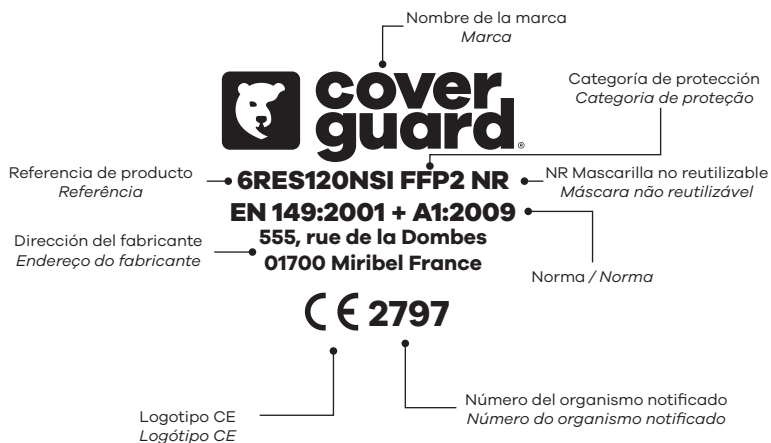 Nombre de la marca
Marca
cover
guard®
Categoría de protección
Categoria de proteção
Referencia de producto
Referência
6RES120NSI FFP2 NR
NR Mascarilla no reutilizable
Máscara não reutilizável
EN 149:2001 + A1:2009
Dirección del fabricante
Endereço do fabricante
555, rue de la Dombes
01700 Miribel France
Norma / Norma
CE 2797
Logotipo CE
Logótipo CE
Número del organismo notificado
Número do organismo notificado